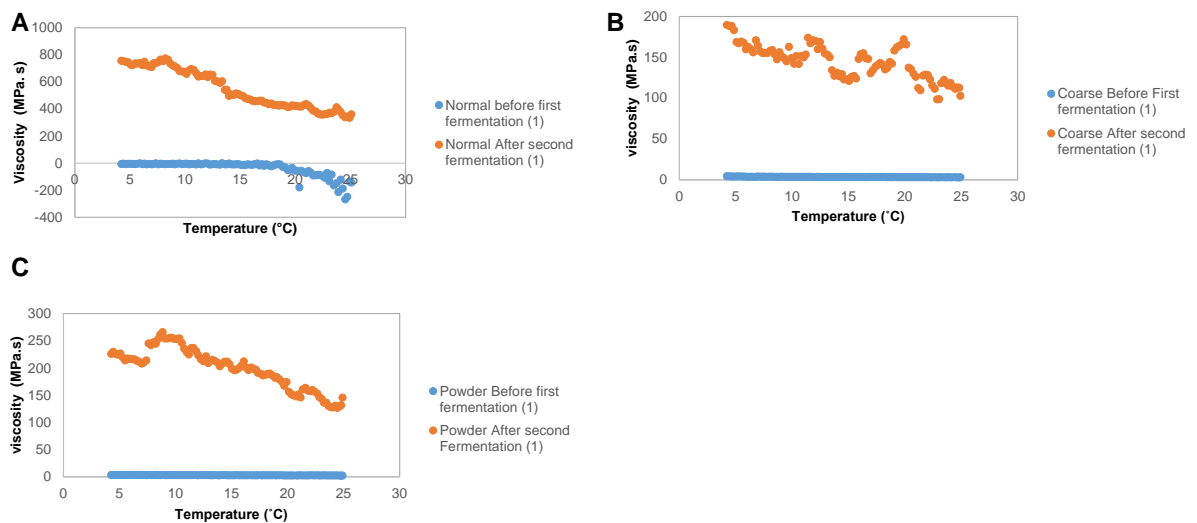 A
1000
800
600
400
200
0
-200
-400
0
5
10
15
20
25
30
Viscosity (MPa. s)
Temperature (°C)
Normal before first
fermentation (1)
Normal After second
fermentation (1)
B
200
150
100
50
0
0
5
10
15
20
25
30
viscosity (MPa.s)
Temperature (˚C)
Coarse Before First
fermentation (1)
Coarse After second
fermentation (1)
C
300
250
200
150
100
50
0
0
5
10
15
20
25
30
viscosity (MPa.s)
Temperature (˚C)
Powder Before first
fermentation (1)
Powder After second
Fermentation (1)